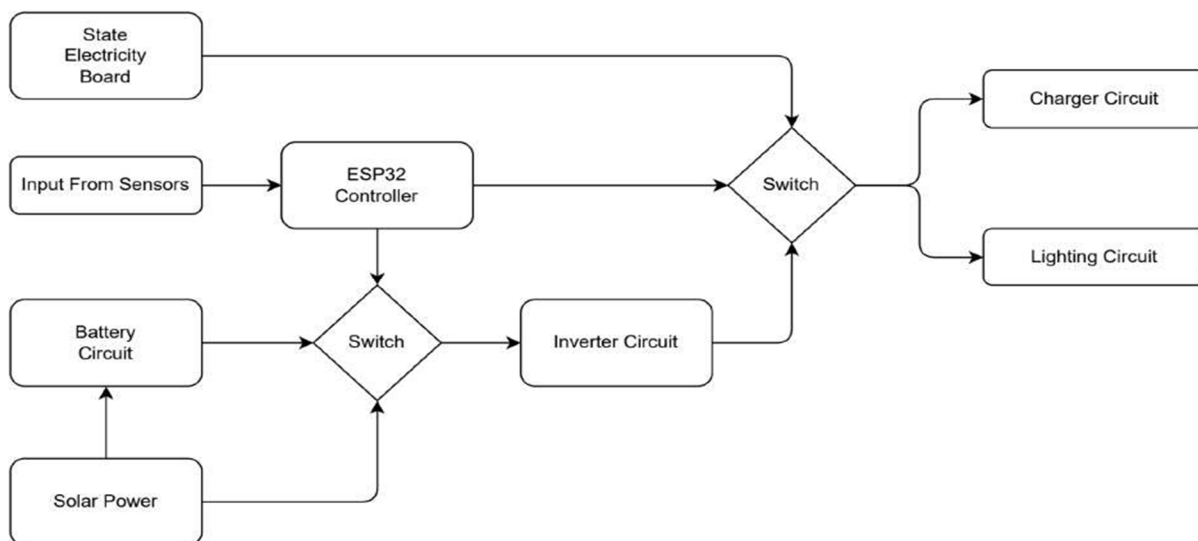 State
Electricity
Board
Input From Sensors
ESP32
Controller
Switch
Charger Circuit
Lighting Circuit
Battery
Circuit
Switch
Inverter Circuit
Solar Power